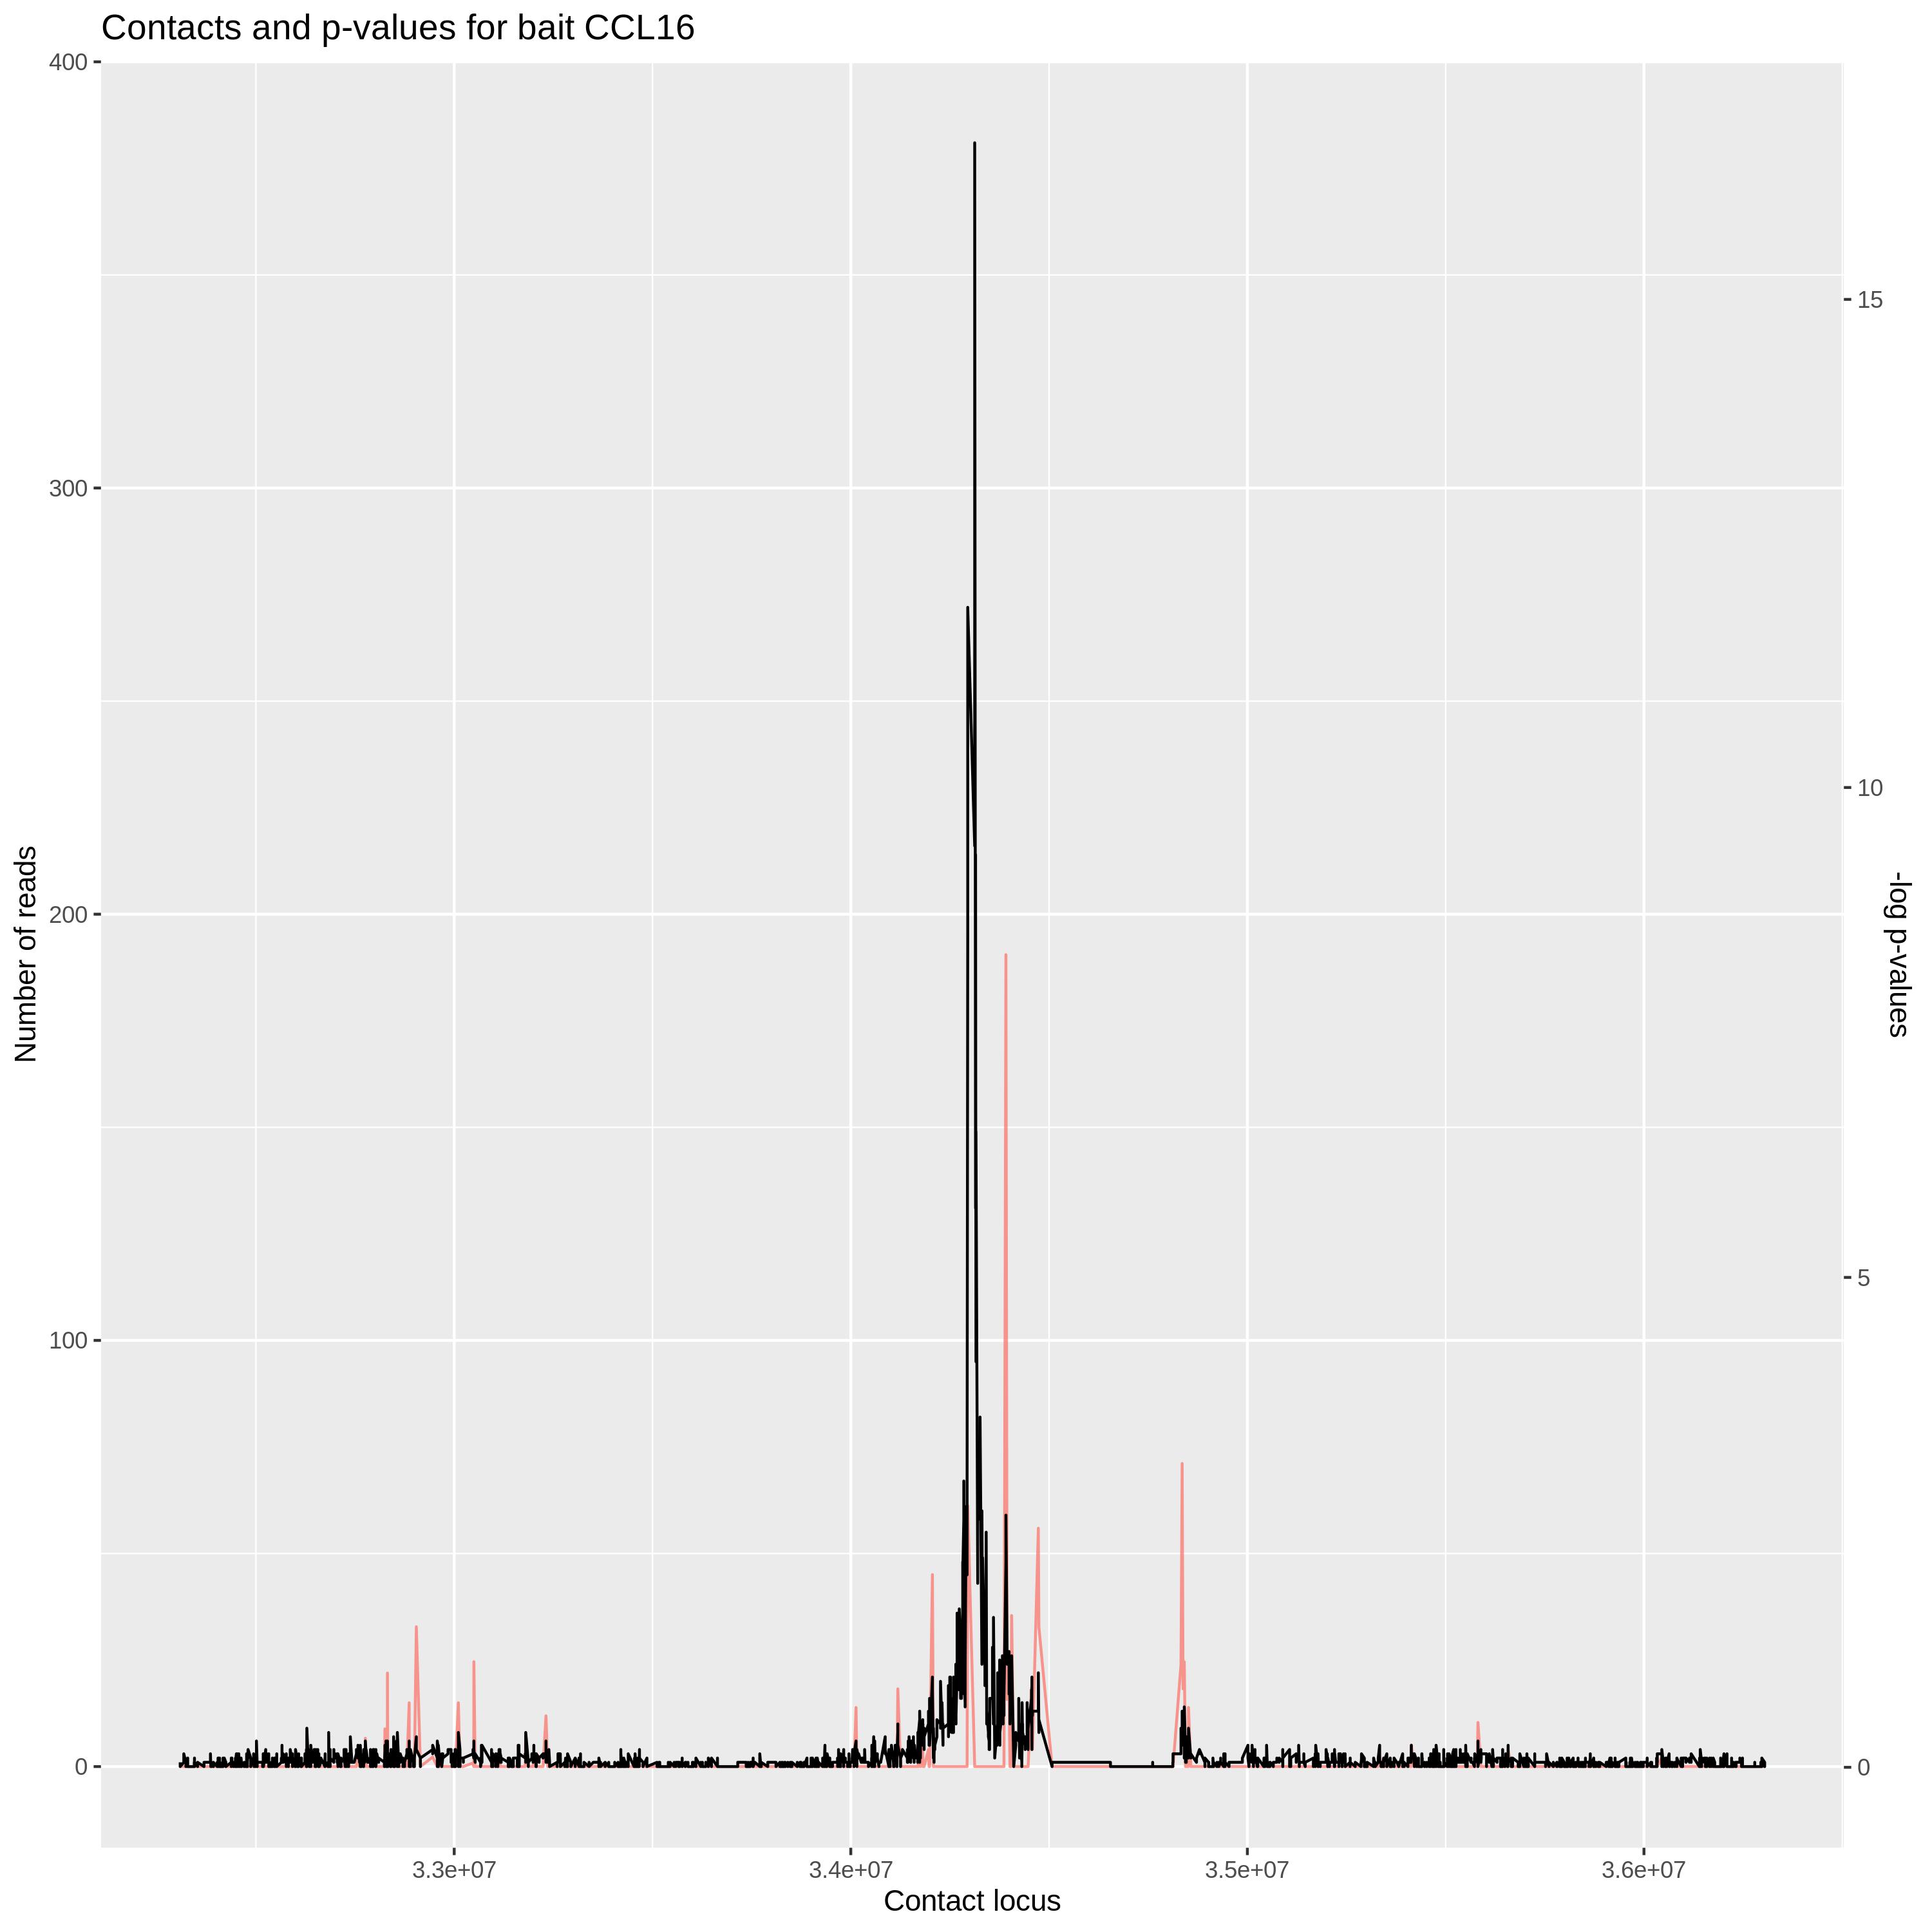 Contacts and p-values for bait CCL16
400
300
200
100
0
Number of reads
15
10
5
0
-log p-values
3.3e+07
3.4e+07
3.5e+07
3.6e+07
Contact locus